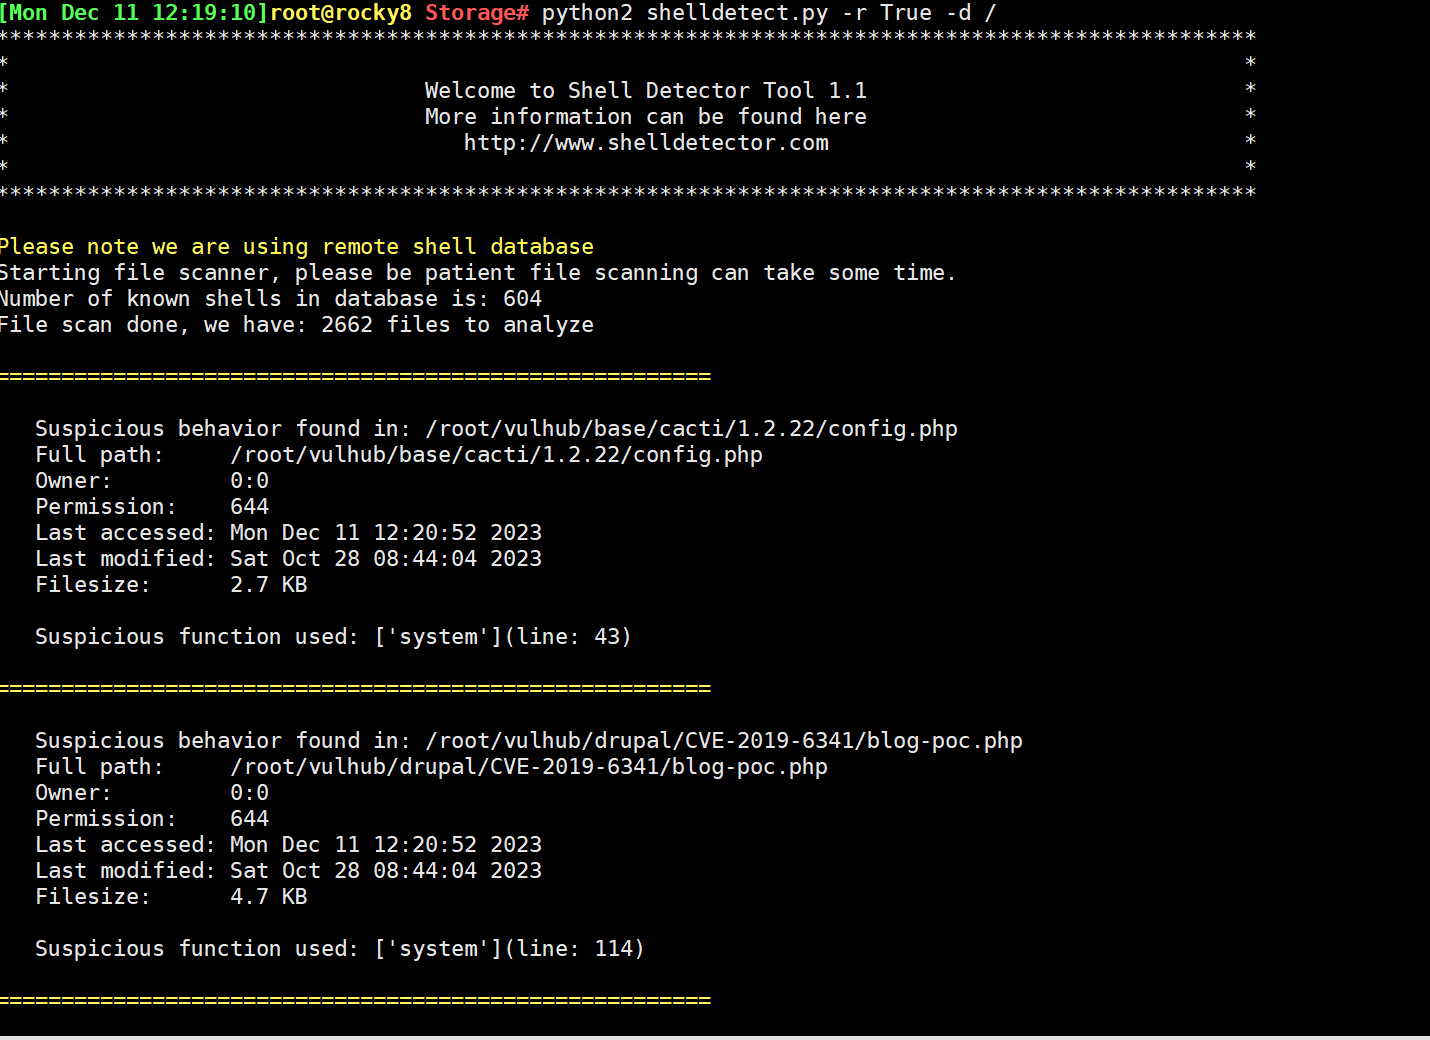 [Mon Dec 11 12:19:10]root@rocky8 Storage# python2 shelldetect.py -r True -d /
*************************************************************************************************
* *
* Welcome to Shell Detector Tool 1.1 *
* More information can be found here *
* http://www.shelldetector.com *
* *
*************************************************************************************************
Please note we are using remote shell database
Starting file scanner, please be patient file scanning can take some time.
Number of known shells in database is: 604
File scan done, we have: 2662 files to analyze
=======================================================
Suspicious behavior found in: /root/vulhub/base/cacti/1.2.22/config.php
Full path: /root/vulhub/base/cacti/1.2.22/config.php
Owner: 0:0
Permission: 644
Last accessed: Mon Dec 11 12:20:52 2023
Last modified: Sat Oct 28 08:44:04 2023
Filesize: 2.7 KB
Suspicious function used: ['system'](line: 43)
=======================================================
Suspicious behavior found in: /root/vulhub/drupal/CVE-2019-6341/blog-poc.php
Full path: /root/vulhub/drupal/CVE-2019-6341/blog-poc.php
Owner: 0:0
Permission: 644
Last accessed: Mon Dec 11 12:20:52 2023
Last modified: Sat Oct 28 08:44:04 2023
Filesize: 4.7 KB
Suspicious function used: ['system'](line: 114)
=======================================================